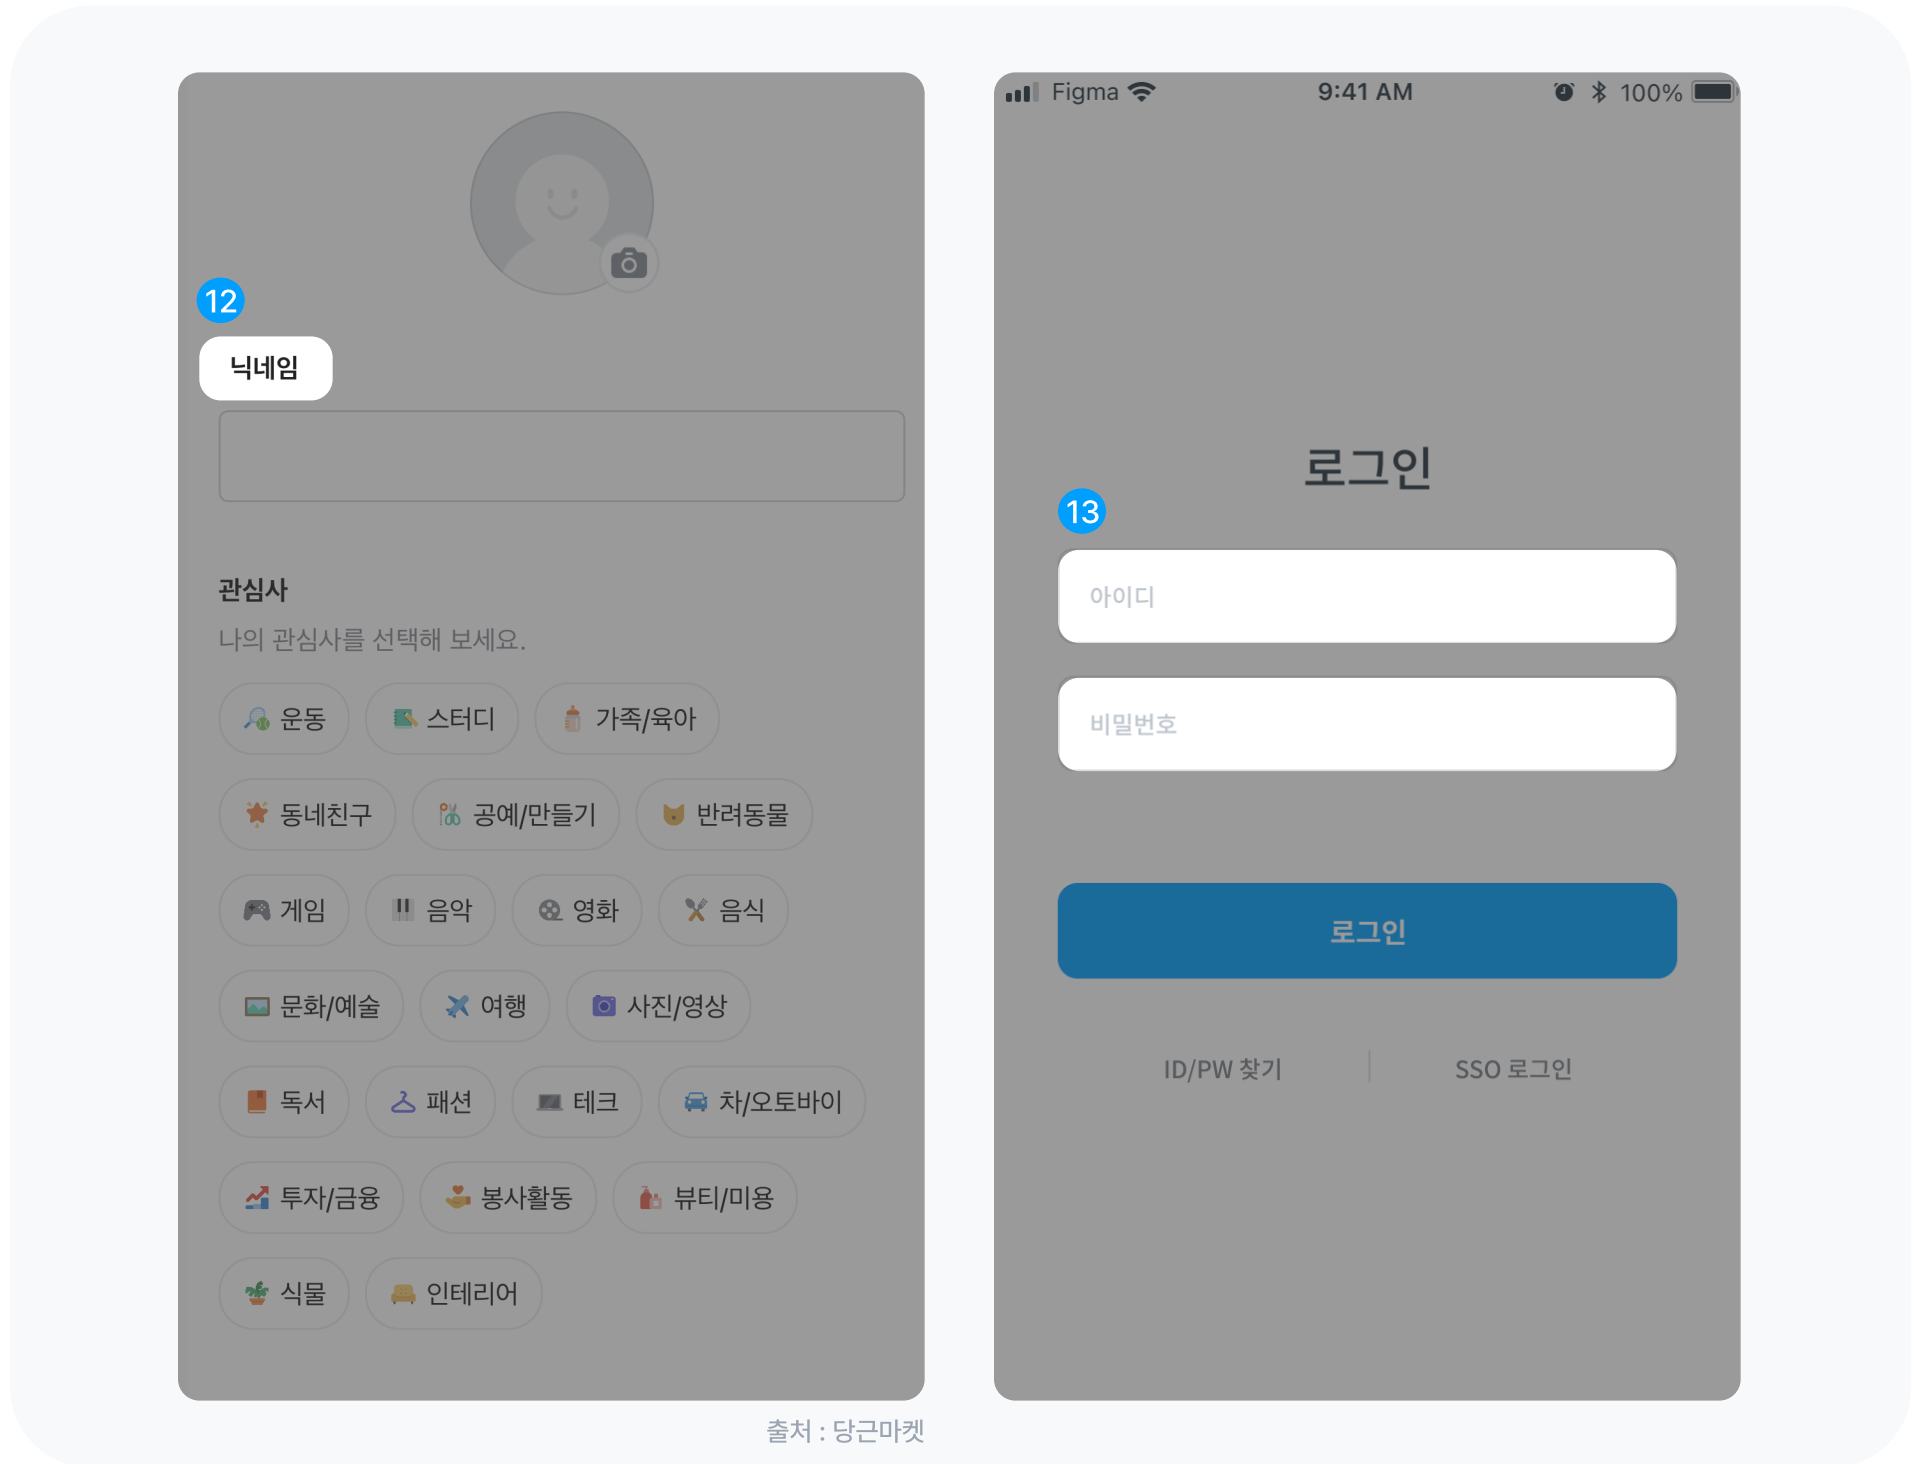 12
닉네임
관심사
나의 관심사를 선택해 보세요.
운동 스터디 가족/육아
동네친구 공예/만들기 반려동물
게임 음악 영화 음식
문화/예술 여행 사진/영상
독서 패션 테크 차/오토바이
투자/금융 봉사활동 뷰티/미용
식물 인테리어
출처 : 당근마켓
Figma 9:41 AM 100%
로그인
13
아이디
비밀번호
로그인
ID/PW 찾기 SSO 로그인